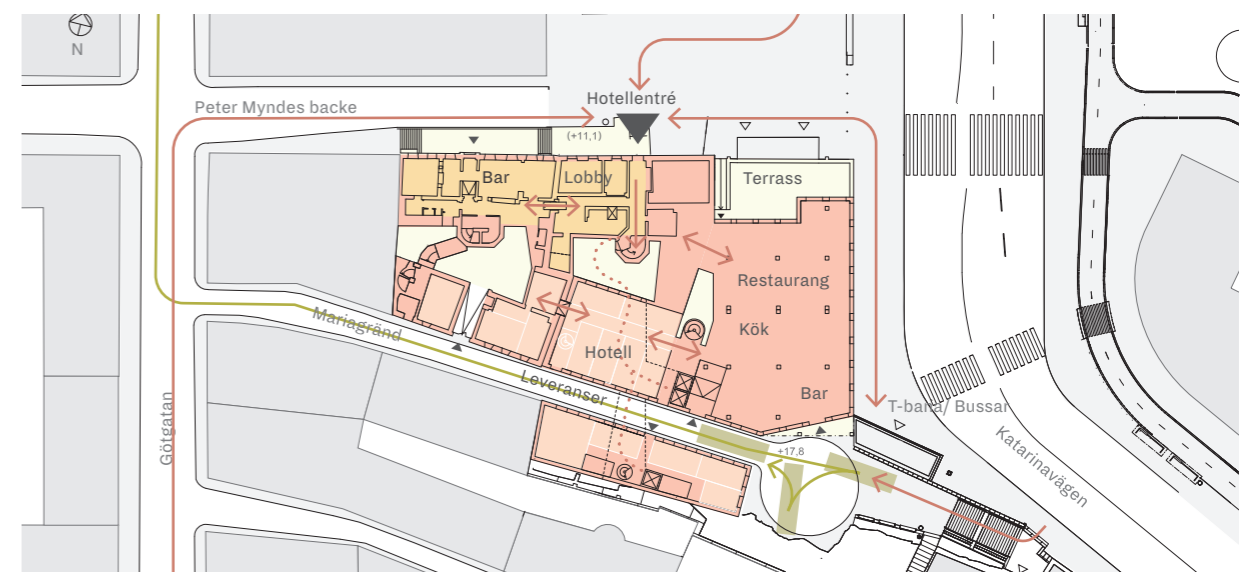 N
Hotellentré
Peter Myndes backe
(+11,1)
Bar
Lobby
Terrass
Restaurang
Mariagränd
Kök
Hotell
Leveranser
Bar
T-bana/ Bussar
Götgatan
Katarinavägen
+17.8